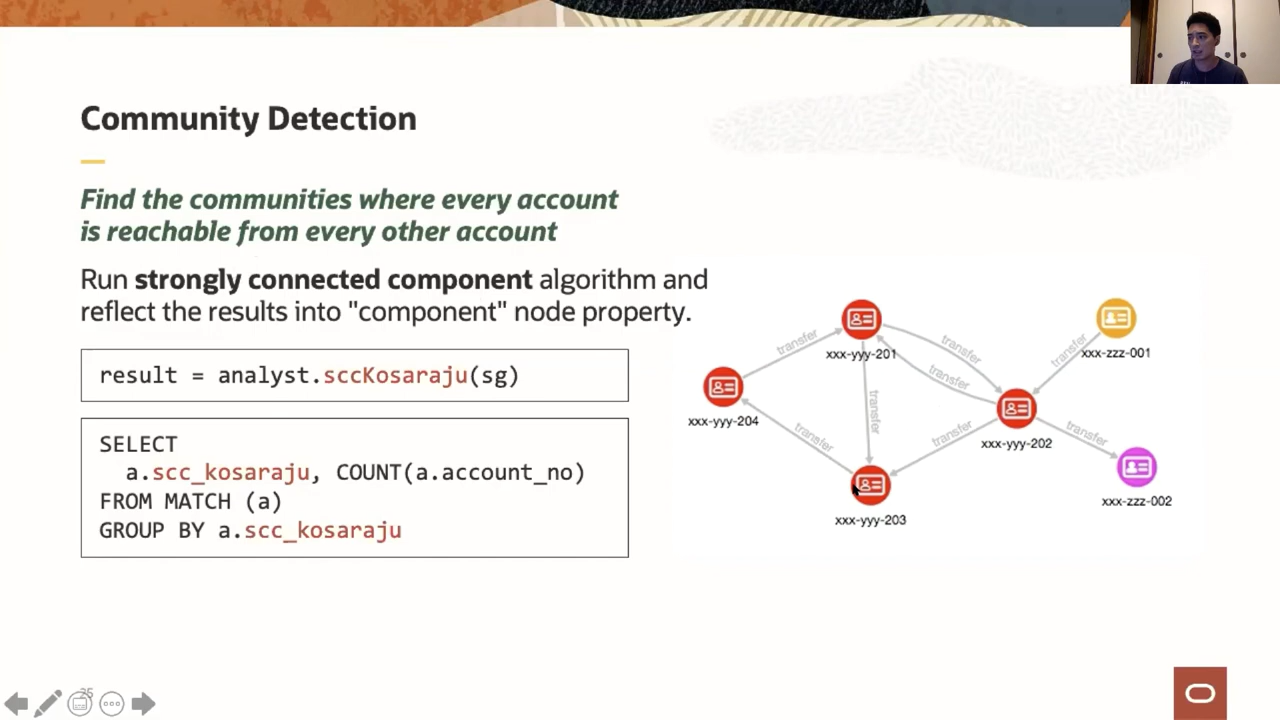 Community Detection
Find the communities where every account
is reachable from every other account
Run strongly connected component algorithm and
reflect the results into "component" node property.
result = analyst.sccKosaraju(sg)
SELECT
a.scc_kosaraju, COUNT(a.account_no)
FROM MATCH (a)
GROUP BY a.scc_kosaraju
transfer
xxx-yyy-201
transfer
transfer
transfer
xxx-zzz-001
transfer
xxx-yyy-204
transfer
transfer
xxx-yyy-202
transfer
xxx-yyy-203
xxx-zzz-002
25